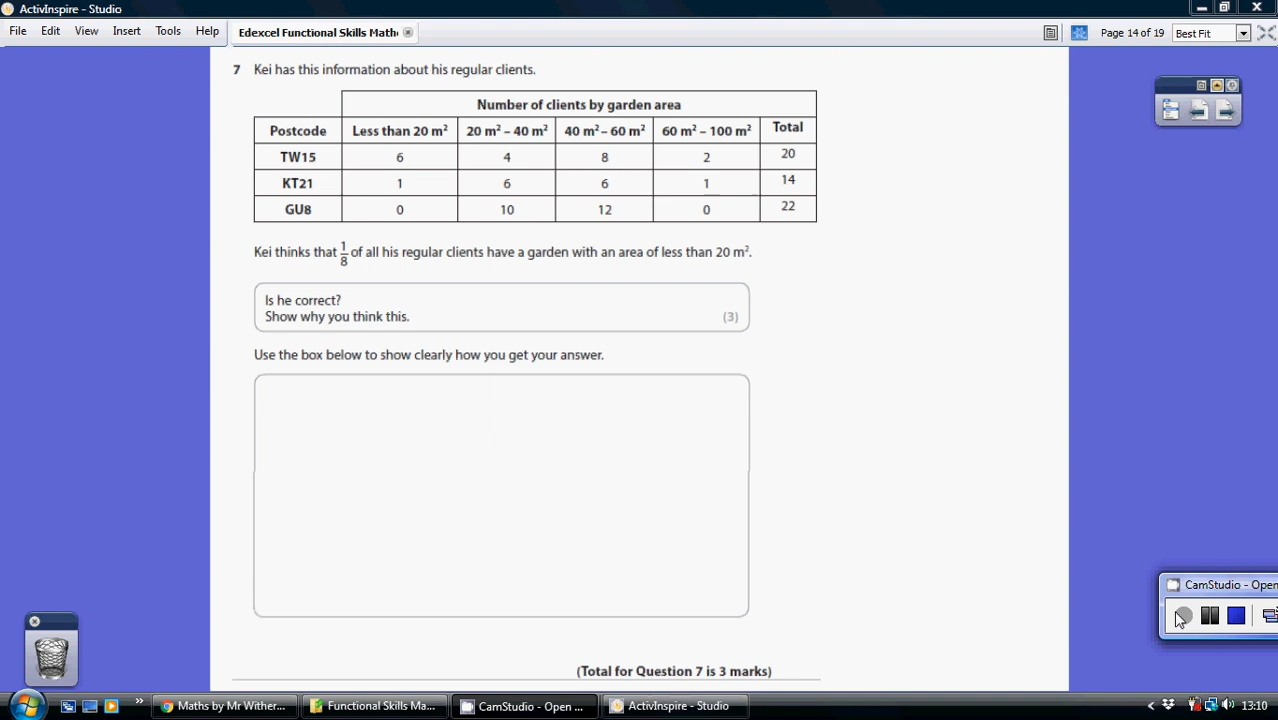 ActivInspire - Studio
File Edit View Insert Tools Help
Edexcel Functional Skills Mathe
Page 14 of 19 Best Fit
7 Kei has this information about his regular clients.
Number of clients by garden area
Postcode Less than 20 m² 20 m² – 40 m² 40 m² – 60 m² 60 m² – 100 m² Total
TW15 6 4 8 2 20
KT21 1 6 6 1 14
GU8 0 10 12 0 22
Kei thinks that 1/8 of all his regular clients have a garden with an area of less than 20 m².
Is he correct?
Show why you think this. (3)
Use the box below to show clearly how you get your answer.
CamStudio - Open
(Total for Question 7 is 3 marks)
Maths by Mr Wither... Functional Skills Ma... CamStudio - Open ... ActivInspire - Studio 13:10